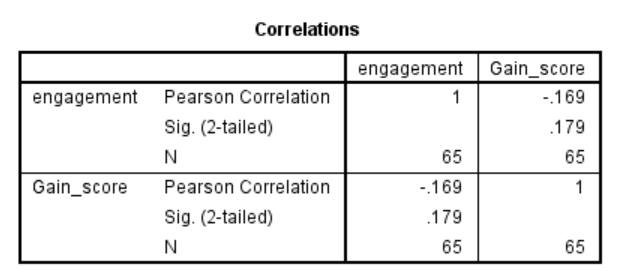 Correlations
engagement Gain_score
engagement Pearson Correlation 1 -.169
Sig. (2-tailed) .179
N 65 65
Gain_score Pearson Correlation -.169 1
Sig. (2-tailed) .179
N 65 65